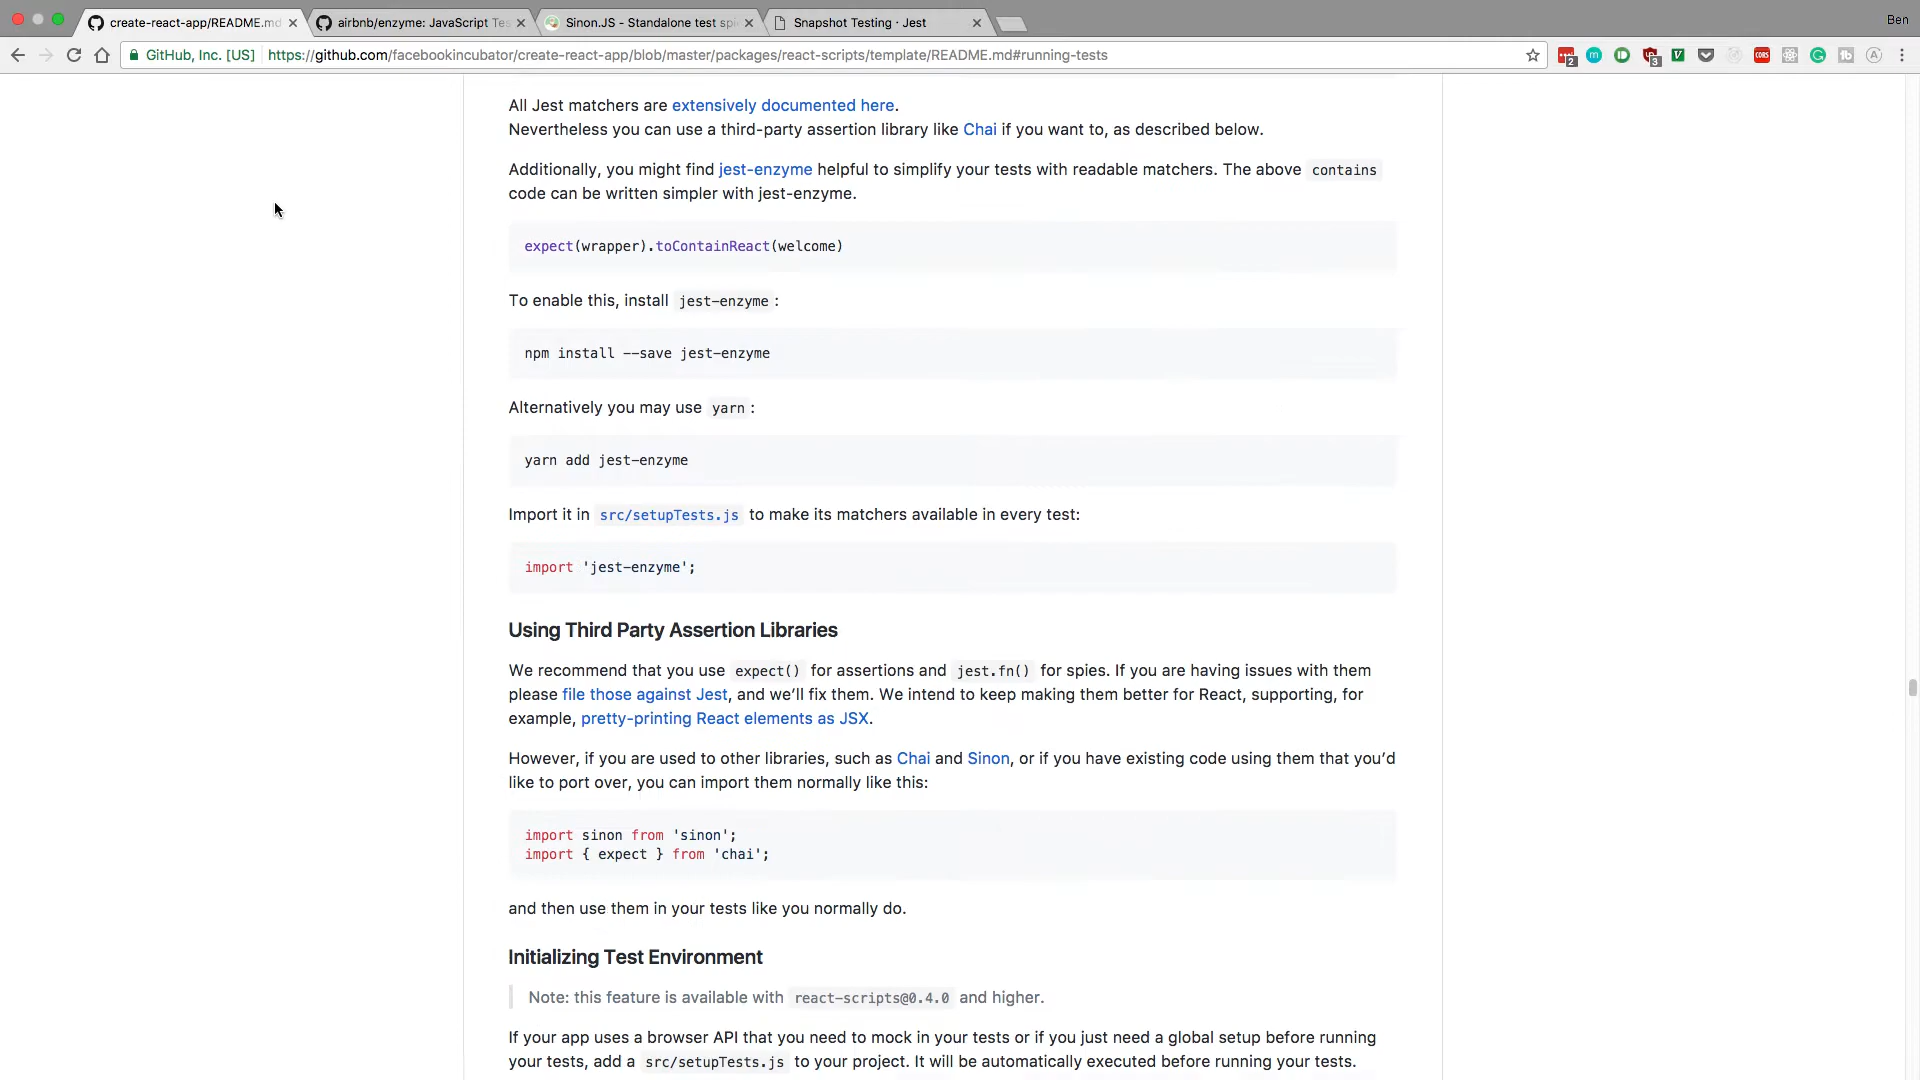 create-react-app/README.md
airbnb/enzyme: JavaScript Tes
Sinon.JS - Standalone test spi
Snapshot Testing · Jest
Ben
GitHub, Inc. [US]
https://github.com/facebookincubator/create-react-app/blob/master/packages/react-scripts/template/README.md#running-tests
All Jest matchers are extensively documented here.
Nevertheless you can use a third-party assertion library like Chai if you want to, as described below.
Additionally, you might find jest-enzyme helpful to simplify your tests with readable matchers. The above contains
code can be written simpler with jest-enzyme.
expect(wrapper).toContainReact(welcome)
To enable this, install jest-enzyme :
npm install --save jest-enzyme
Alternatively you may use yarn :
yarn add jest-enzyme
Import it in src/setupTests.js to make its matchers available in every test:
import 'jest-enzyme';
Using Third Party Assertion Libraries
We recommend that you use expect() for assertions and jest.fn() for spies. If you are having issues with them
please file those against Jest, and we’ll fix them. We intend to keep making them better for React, supporting, for
example, pretty-printing React elements as JSX.
However, if you are used to other libraries, such as Chai and Sinon, or if you have existing code using them that you’d
like to port over, you can import them normally like this:
import sinon from 'sinon';
import { expect } from 'chai';
and then use them in your tests like you normally do.
Initializing Test Environment
Note: this feature is available with react-scripts@0.4.0 and higher.
If your app uses a browser API that you need to mock in your tests or if you just need a global setup before running
your tests, add a src/setupTests.js to your project. It will be automatically executed before running your tests.